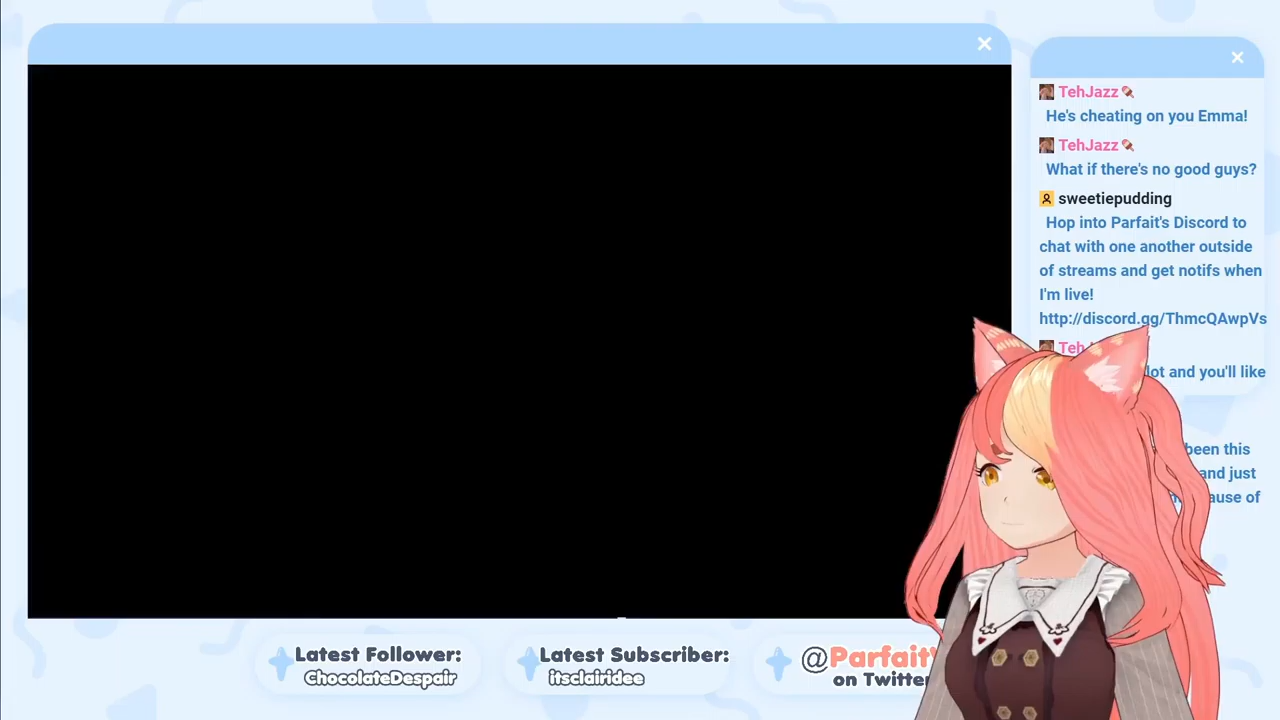 TehJazz
He's cheating on you Emma!
TehJazz
What if there's no good guys?
sweetiepudding
Hop into Parfait's Discord to
chat with one another outside
of streams and get notifs when
I'm live!
http://discord.gg/ThmcQAwpVs
Teh
lot and you'll like
been this
and just
ause of
Latest Follower:
ChocolateDespair
Latest Subscriber:
itsclairidee
@Parfait
on Twitter